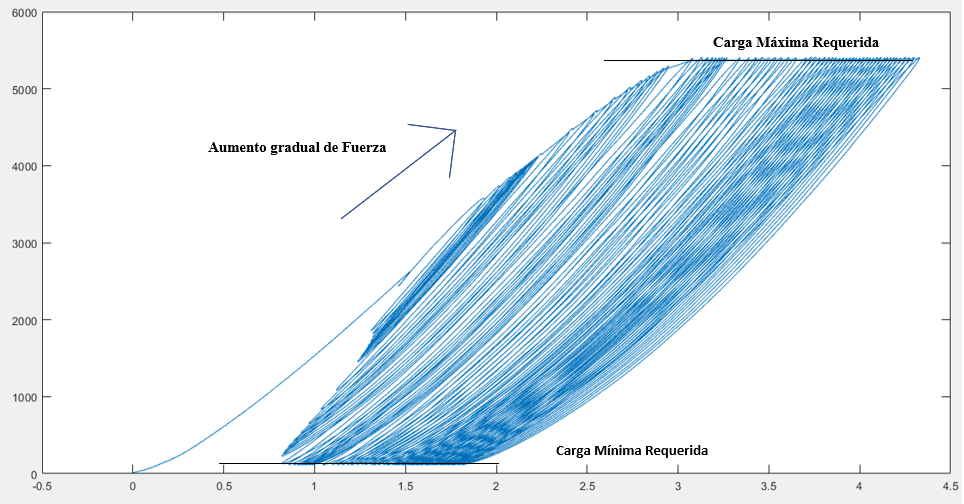 6000
Carga Máxima Requerida
5000
Aumento gradual de Fuerza
4000
3000
2000
1000
Carga Mínima Requerida
0
-0.5 0 0.5 1 1.5 2 2.5 3 3.5 4 4.5